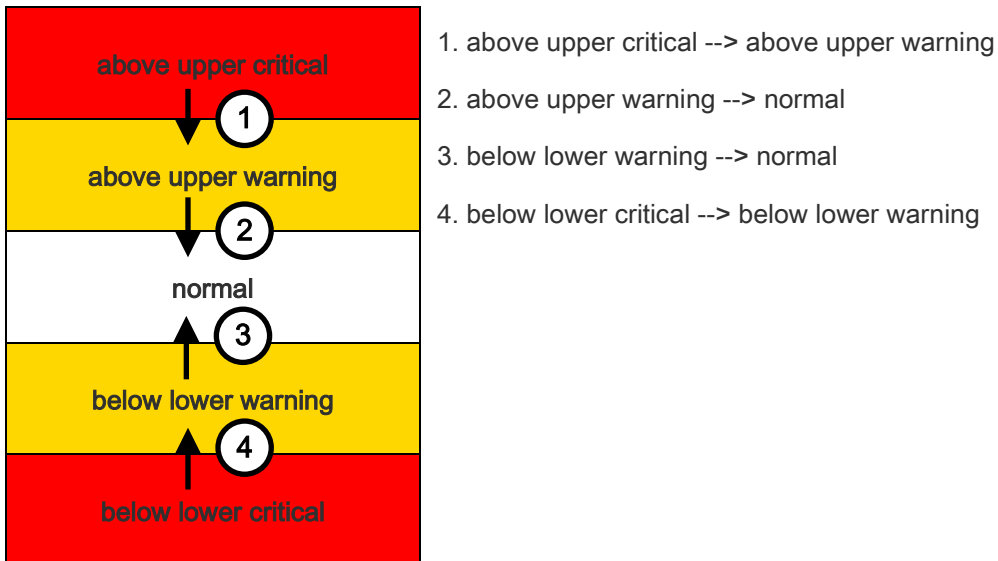 above upper critical
1
above upper warning
2
normal
3
below lower warning
4
below lower critical
1. above upper critical --> above upper warning
2. above upper warning --> normal
3. below lower warning --> normal
4. below lower critical --> below lower warning